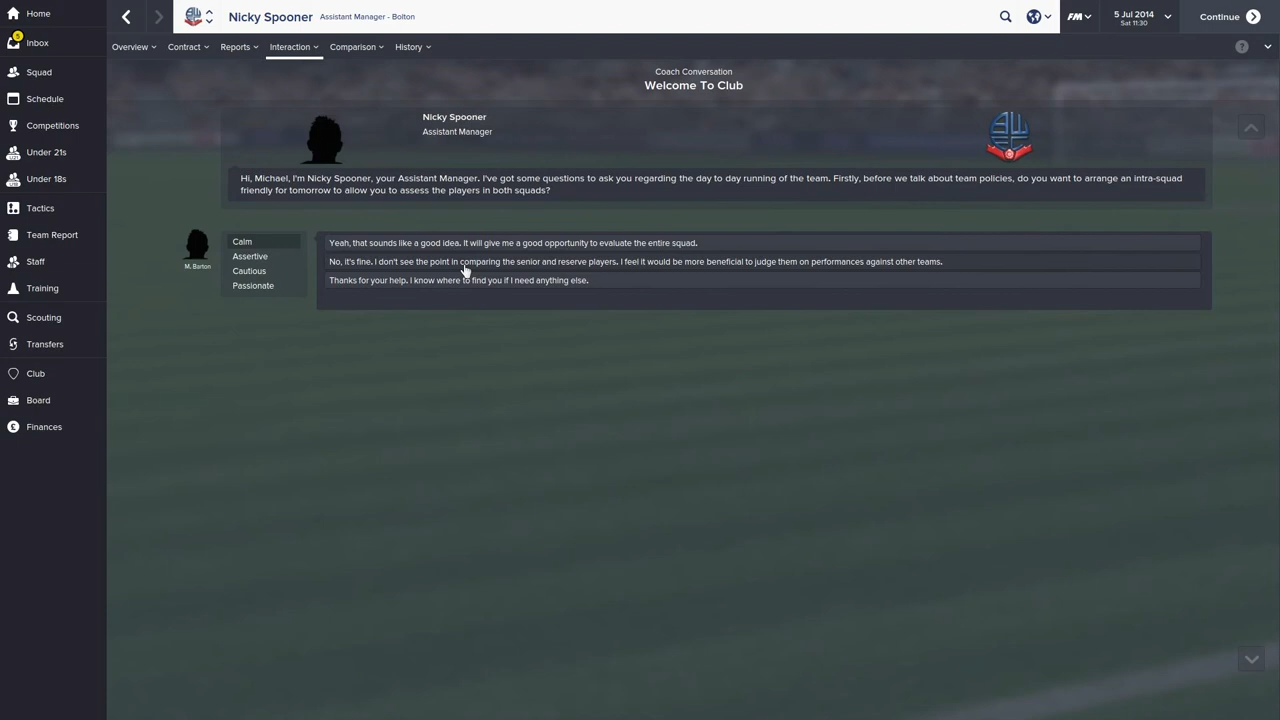 Home
Nicky Spooner
Assistant Manager - Bolton
FM
5 Jul 2014
Sat 11:30
Continue
5
Inbox
Overview
Contract
Reports
Interaction
Comparison
History
?
Squad
Schedule
Competitions
U21
Under 21s
U18
Under 18s
Tactics
Team Report
Staff
Training
Scouting
Transfers
Club
Board
£
Finances
Coach Conversation
Welcome To Club
Nicky Spooner
Assistant Manager
Hi, Michael, I'm Nicky Spooner, your Assistant Manager. I've got some questions to ask you regarding the day to day running of the team. Firstly, before we talk about team policies, do you want to arrange an intra-squad
friendly for tomorrow to allow you to assess the players in both squads?
M. Barton
Calm
Assertive
Cautious
Passionate
Yeah, that sounds like a good idea. It will give me a good opportunity to evaluate the entire squad.
No, it's fine. I don't see the point in comparing the senior and reserve players. I feel it would be more beneficial to judge them on performances against other teams.
Thanks for your help. I know where to find you if I need anything else.